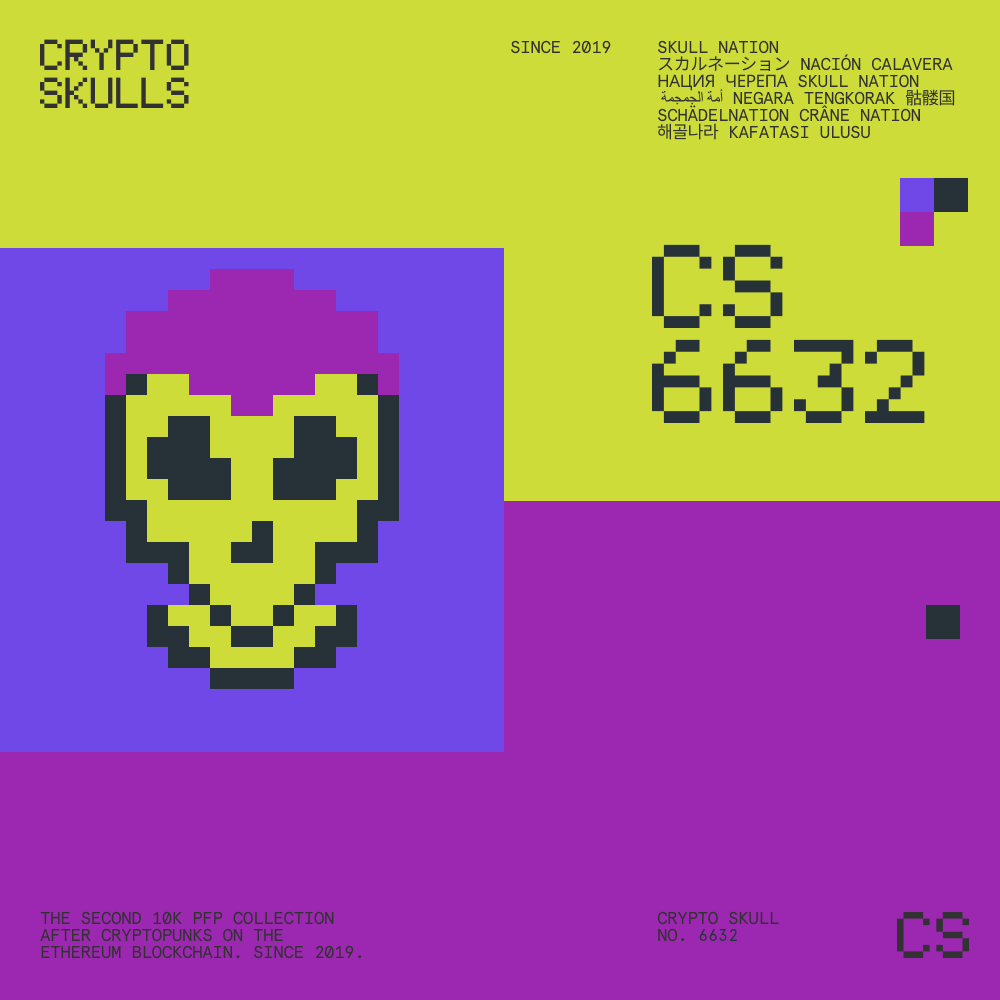 CRYPTO
SKULLS
SINCE 2019
SKULL NATION
スカルネーション NACIÓN CALAVERA
НАЦИЯ ЧЕРЕПА SKULL NATION
أمة الجمجمة NEGARA TENGKORAK 骷髅国
SCHÄDELNATION CRÂNE NATION
해골나라 KAFATASI ULUSU
CS
6632
THE SECOND 10K PFP COLLECTION
AFTER CRYPTOPUNKS ON THE
ETHEREUM BLOCKCHAIN. SINCE 2019.
CRYPTO SKULL
NO. 6632
CS